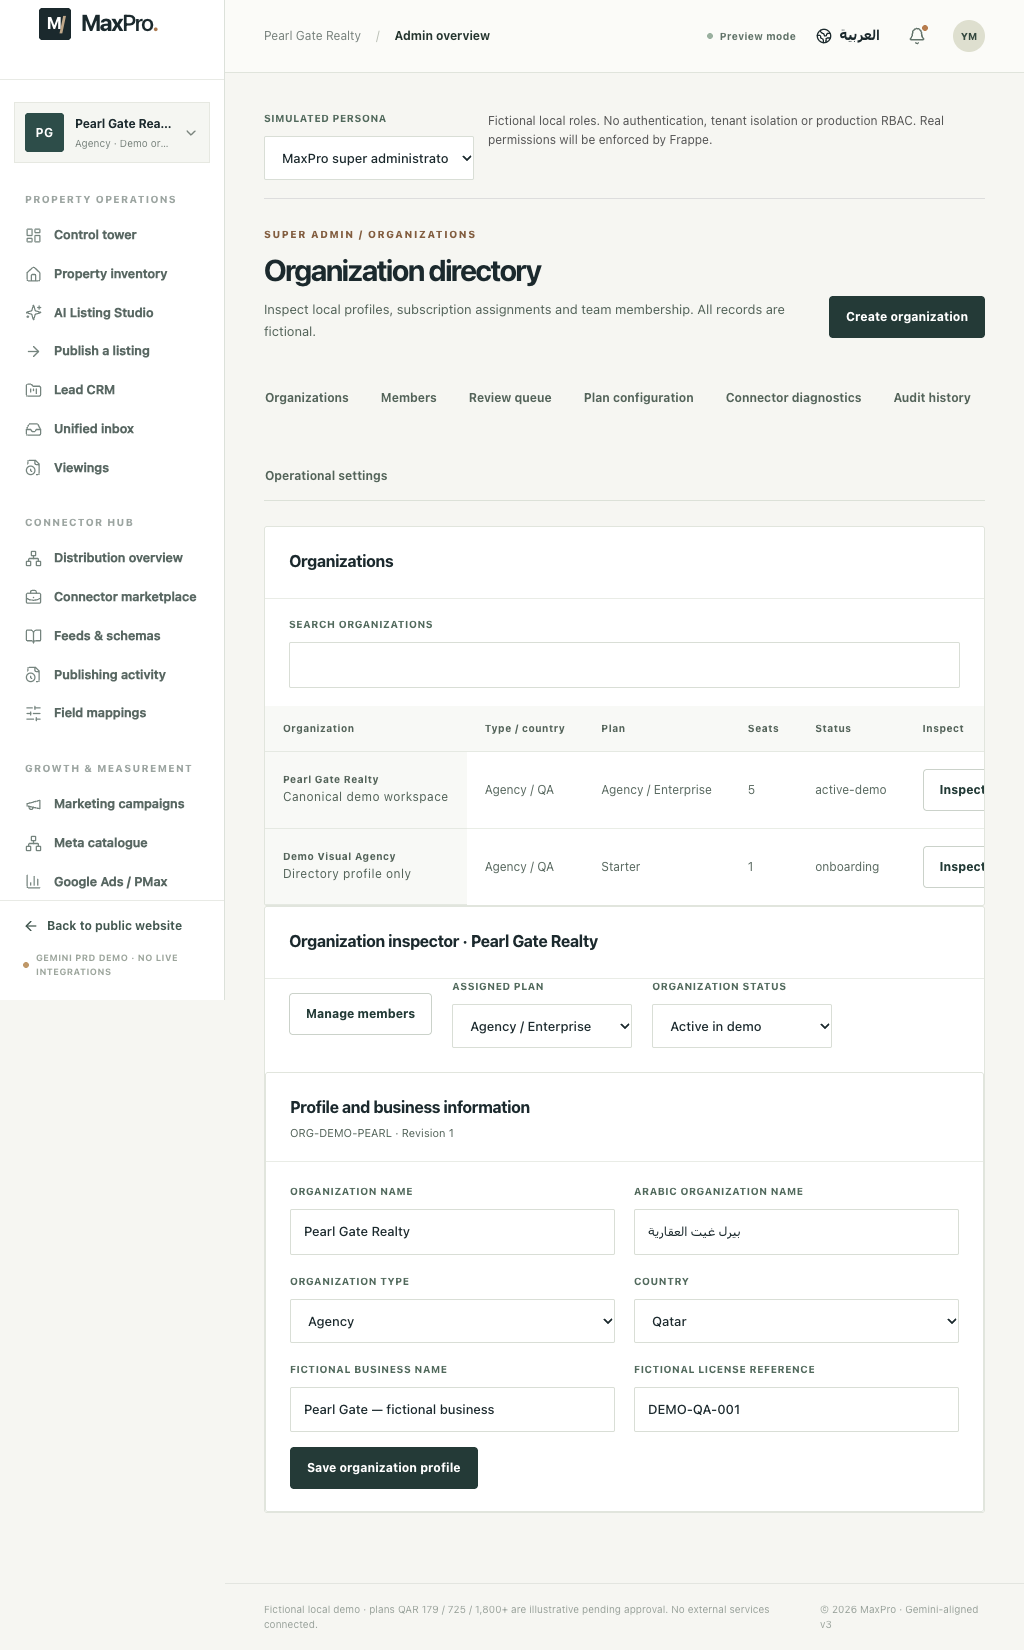 M/ MaxPro.
Pearl Gate Realty / Admin overview
Preview mode
العربية
YM
PG
Pearl Gate Rea...
Agency · Demo or...
PROPERTY OPERATIONS
Control tower
Property inventory
AI Listing Studio
Publish a listing
Lead CRM
Unified inbox
Viewings
CONNECTOR HUB
Distribution overview
Connector marketplace
Feeds & schemas
Publishing activity
Field mappings
GROWTH & MEASUREMENT
Marketing campaigns
Meta catalogue
Google Ads / PMax
Back to public website
GEMINI PRD DEMO · NO LIVE
INTEGRATIONS
SIMULATED PERSONA
MaxPro super administrato
Fictional local roles. No authentication, tenant isolation or production RBAC. Real
permissions will be enforced by Frappe.
SUPER ADMIN / ORGANIZATIONS
Organization directory
Inspect local profiles, subscription assignments and team membership. All records are
fictional.
Create organization
Organizations Members Review queue Plan configuration Connector diagnostics Audit history
Operational settings
Organizations
SEARCH ORGANIZATIONS
Organization Type / country Plan Seats Status Inspect
Pearl Gate Realty
Canonical demo workspace
Agency / QA Agency / Enterprise 5 active-demo Inspect
Demo Visual Agency
Directory profile only
Agency / QA Starter 1 onboarding Inspect
Organization inspector · Pearl Gate Realty
Manage members
ASSIGNED PLAN
Agency / Enterprise
ORGANIZATION STATUS
Active in demo
Profile and business information
ORG-DEMO-PEARL · Revision 1
ORGANIZATION NAME
Pearl Gate Realty
ARABIC ORGANIZATION NAME
بيرل غيت العقارية
ORGANIZATION TYPE
Agency
COUNTRY
Qatar
FICTIONAL BUSINESS NAME
Pearl Gate — fictional business
FICTIONAL LICENSE REFERENCE
DEMO-QA-001
Save organization profile
Fictional local demo · plans QAR 179 / 725 / 1,800+ are illustrative pending approval. No external services
connected.
© 2026 MaxPro · Gemini-aligned
v3